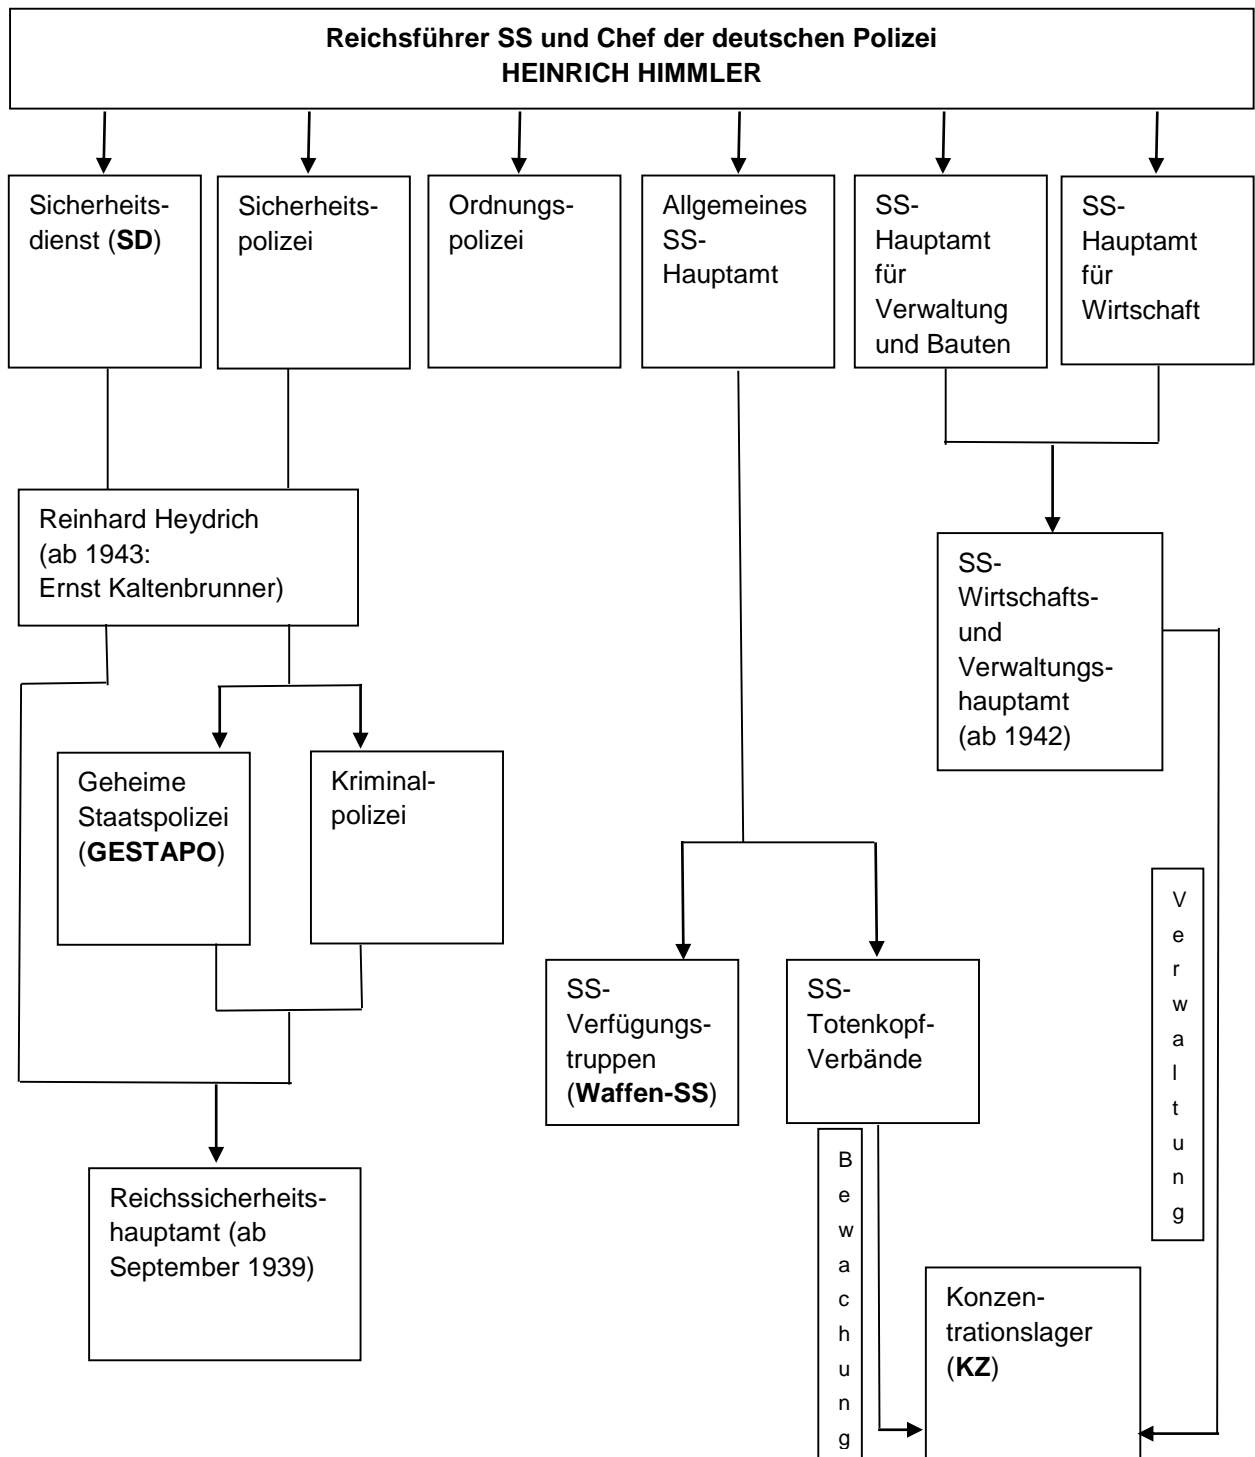 Reichsführer SS und Chef der deutschen Polizei
HEINRICH HIMMLER
Sicherheits-
dienst (SD)
Sicherheits-
polizei
Ordnungs-
polizei
Allgemeines
SS-
Hauptamt
SS-
Hauptamt
für
Verwaltung
und Bauten
SS-
Hauptamt
für
Wirtschaft
Reinhard Heydrich
(ab 1943:
Ernst Kaltenbrunner)
SS-
Wirtschafts-
und
Verwaltungs-
hauptamt
(ab 1942)
Geheime
Staatspolizei
(GESTAPO)
Kriminal-
polizei
SS-
Verfügungs-
truppen
(Waffen-SS)
SS-
Totenkopf-
Verbände
V
e
r
w
a
l
t
u
n
g
Reichssicherheits-
hauptamt (ab
September 1939)
B
e
w
a
c
h
u
n
g
Konzen-
trationslager
(KZ)